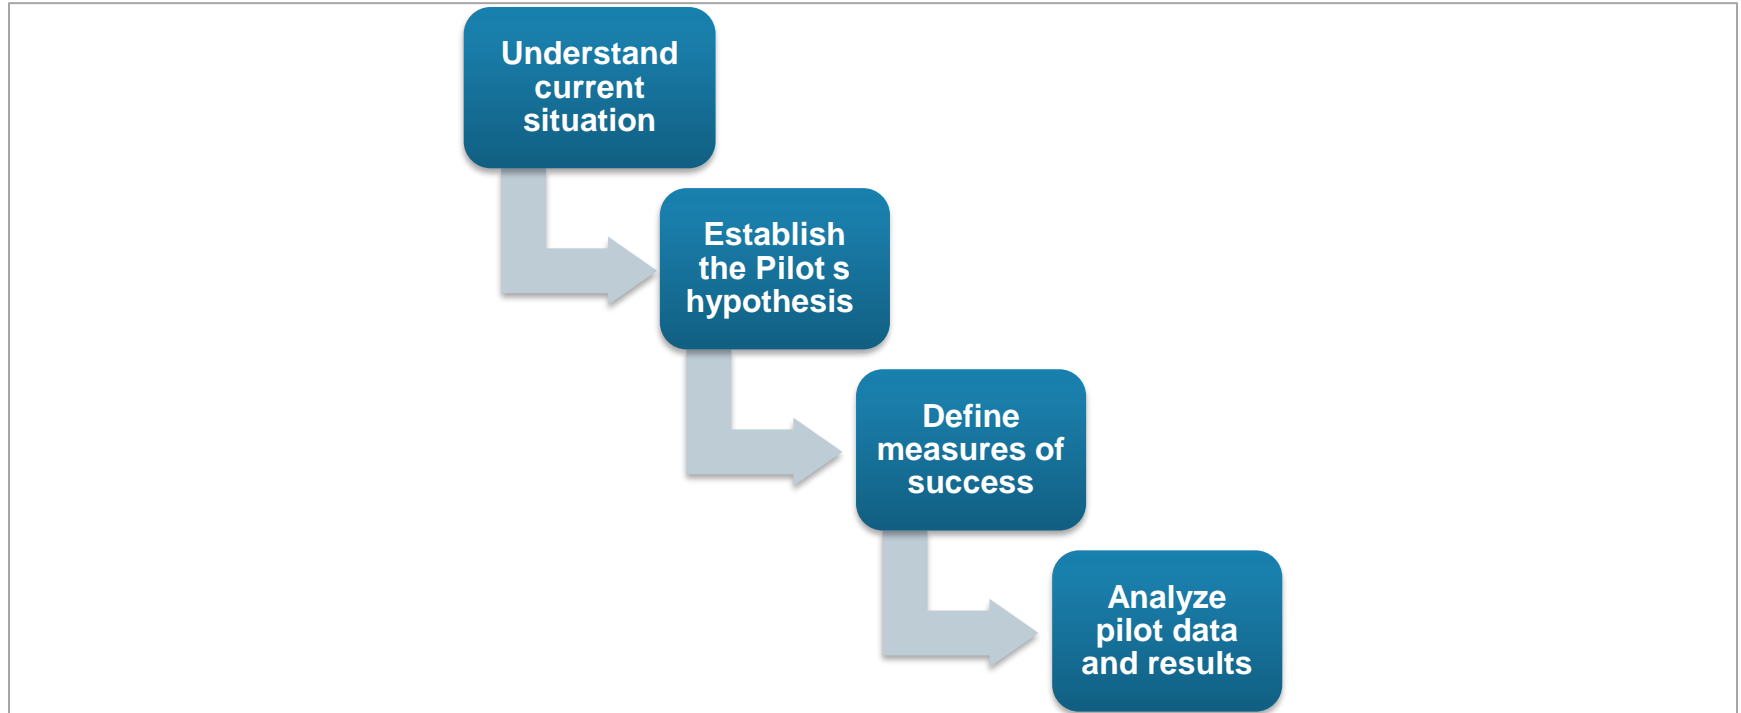 Understand
current
situation
Establish
the Pilot s
hypothesis
Define
measures of
success
Analyze
pilot data
and results